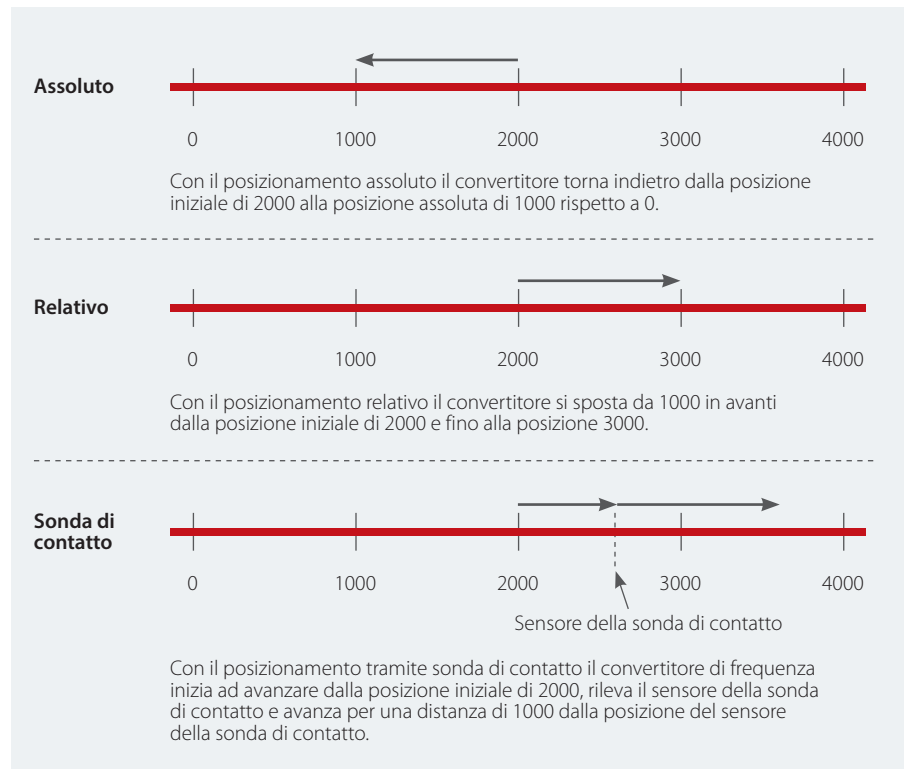 Assoluto
0 1000 2000 3000 4000
Con il posizionamento assoluto il convertitore torna indietro dalla posizione
iniziale di 2000 alla posizione assoluta di 1000 rispetto a 0.
Relativo
0 1000 2000 3000 4000
Con il posizionamento relativo il convertitore si sposta da 1000 in avanti
dalla posizione iniziale di 2000 e fino alla posizione 3000.
Sonda di
contatto
0 1000 2000 3000 4000
Sensore della sonda di contatto
Con il posizionamento tramite sonda di contatto il convertitore di frequenza
inizia ad avanzare dalla posizione iniziale di 2000, rileva il sensore della sonda
di contatto e avanza per una distanza di 1000 dalla posizione del sensore
della sonda di contatto.